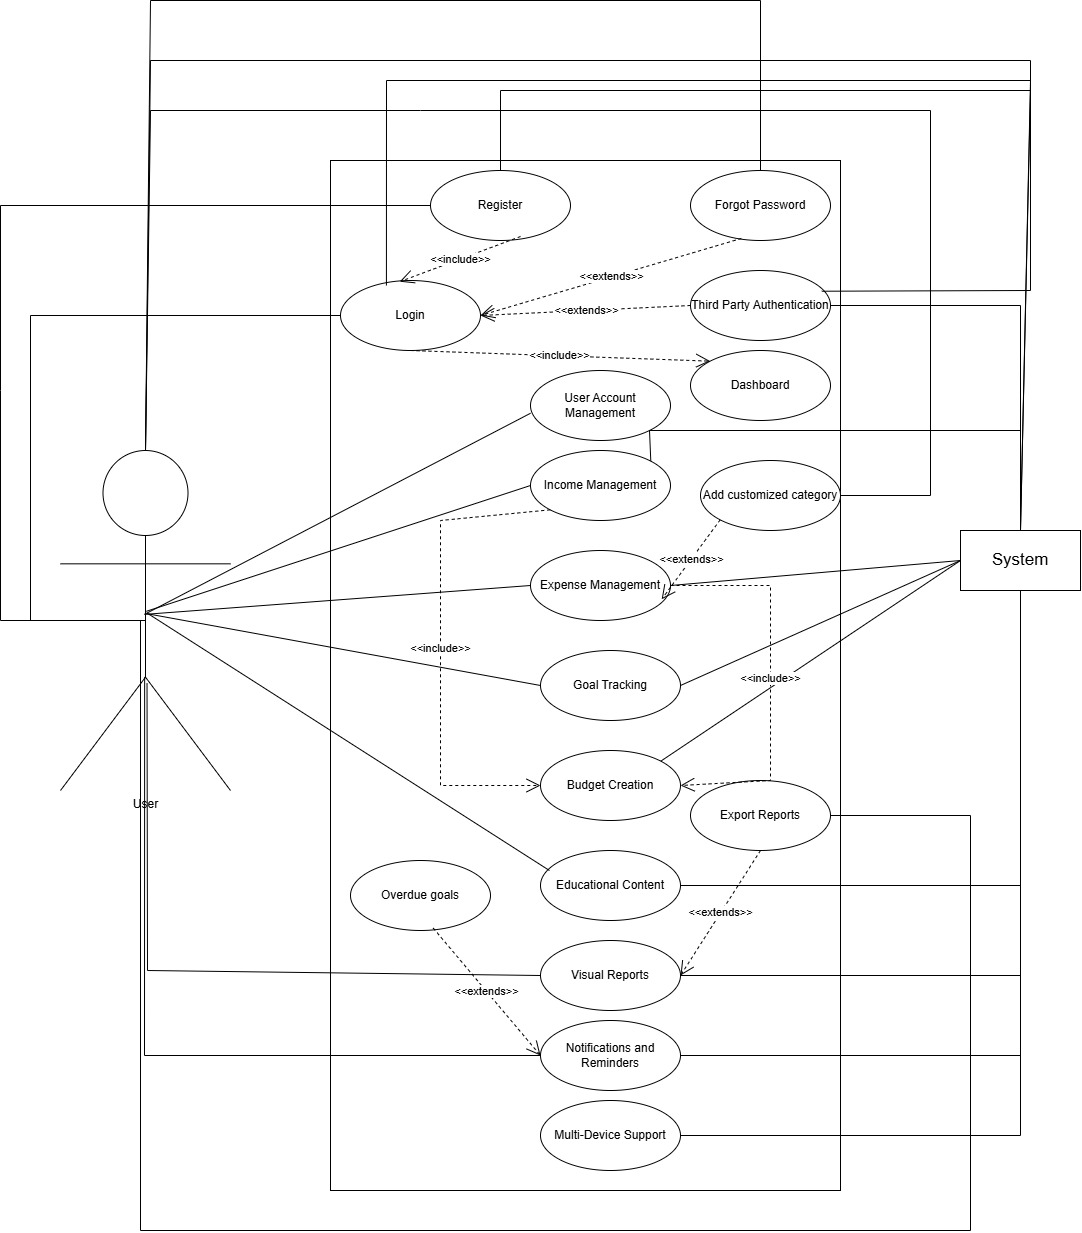 Register
Forgot Password
<<include>>
<<extends>>
Third Party Authentication
<<extends>>
Login
<<include>>
Dashboard
User Account
Management
Income Management
Add customized category
<<extends>>
System
Expense Management
<<include>>
Goal Tracking
<<include>>
Budget Creation
User
Export Reports
Educational Content
Overdue goals
<<extends>>
Visual Reports
<<extends>>
Notifications and
Reminders
Multi-Device Support